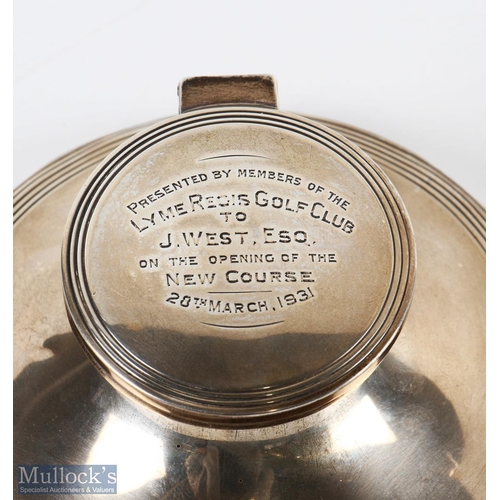 PRESENTED BY MEMBERS OF THE
LYME REGIS GOLF CLUB
TO
J. WEST, ESQ.,
ON THE OPENING OF THE
NEW COURSE
28TH MARCH, 1931
Mullock's
Specialist Auctioneers & Valuers